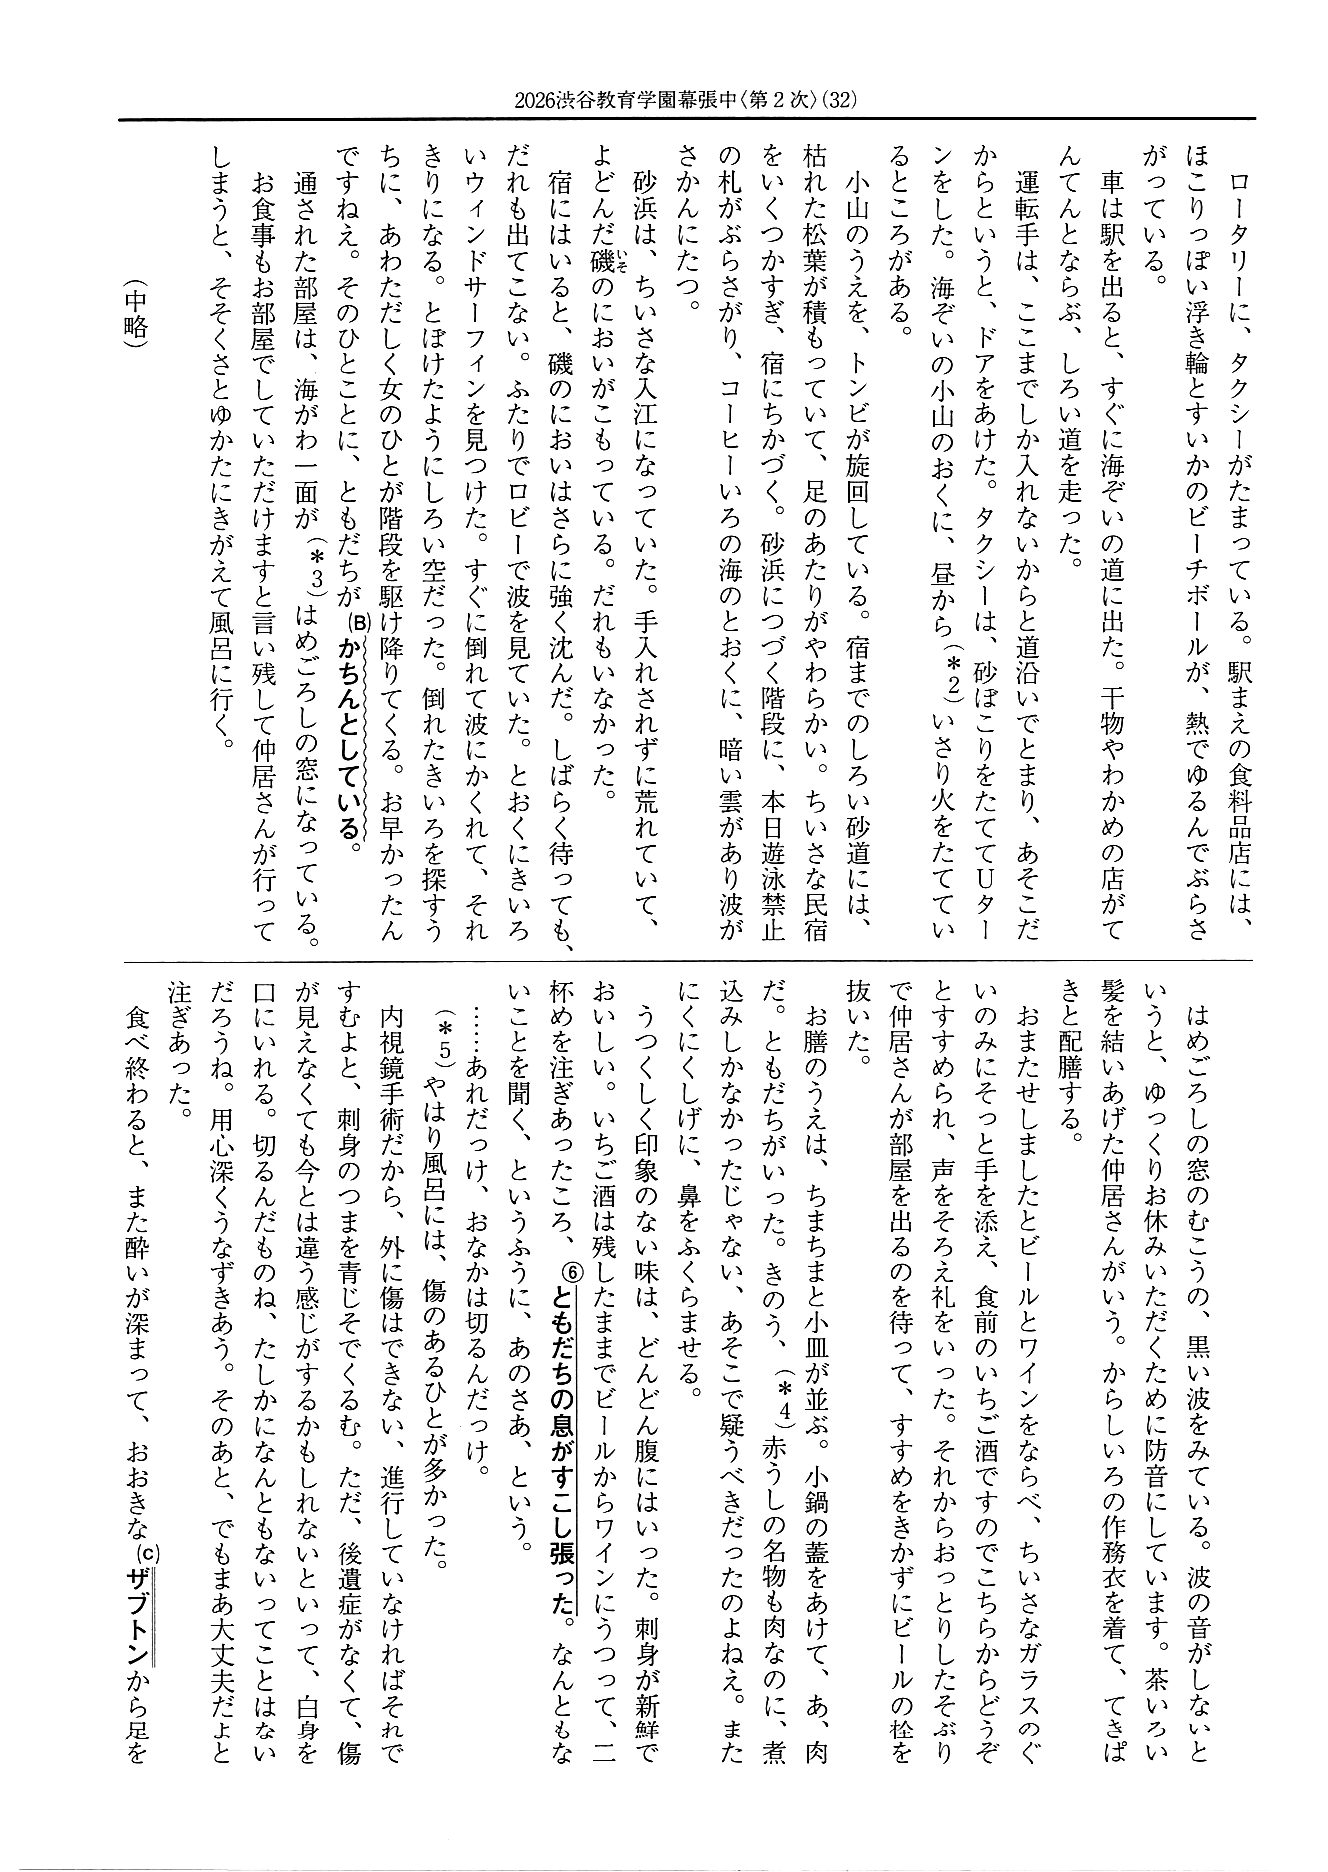 2026渋谷教育学園幕張中〈第2次〉(32)
ロータリーに、タクシーがたまっている。駅まえの食料品店には、
ほこりっぽい浮き輪とすいかのビーチボールが、熱でゆるんでぶらさ
がっている。
車は駅を出ると、すぐに海ぞいの道に出た。干物やわかめの店がて
んてんとならぶ、しろい道を走った。
運転手は、ここまでしか入れないからと道沿いでとまり、あそこだ
からというと、ドアをあけた。タクシーは、砂ぼこりをたててUター
ンをした。海ぞいの小山のおくに、昼から(*2)いさり火をたててい
るところがある。
小山のうえを、トンビが旋回している。宿までのしろい砂道には、
枯れた松葉が積もっていて、足のあたりがやわらかい。ちいさな民宿
をいくつかすぎ、宿にちかづく。砂浜につづく階段に、本日遊泳禁止
の札がぶらさがり、コーヒーいろの海のとおくに、暗い雲があり波が
さかんにたつ。
砂浜は、ちいさな入江になっていた。手入れされずに荒れていて、
よどんだ磯のにおいがこもっている。だれもいなかった。
いそ
宿にはいると、磯のにおいはさらに強く沈んだ。しばらく待っても、
だれも出てこない。ふたりでロビーで波を見ていた。とおくにきいろ
いウィンドサーフィンを見つけた。すぐに倒れて波にかくれて、それ
きりになる。とぼけたようにしろい空だった。倒れたきいろを探すう
ちに、あわただしく女のひとが階段を駆け降りてくる。お早かったん
ですねえ。そのひとことに、ともだちが(B)かちんとしている。
通された部屋は、海がわ一面が(*3)はめごろしの窓になっている。
お食事もお部屋でしていただけますと言い残して仲居さんが行って
しまうと、そそくさとゆかたにきがえて風呂に行く。
(中略)
はめごろしの窓のむこうの、黒い波をみている。波の音がしないと
いうと、ゆっくりお休みいただくために防音にしています。茶いろい
髪を結いあげた仲居さんがいう。からしいろの作務衣を着て、てきぱ
きと配膳する。
おまたせしましたとビールとワインをならべ、ちいさなガラスのぐ
いのみにそっと手を添え、食前のいちご酒ですのでこちらからどうぞ
とすすめられ、声をそろえ礼をいった。それからおっとりしたそぶり
で仲居さんが部屋を出るのを待って、すすめをきかずにビールの栓を
抜いた。
お膳のうえは、ちまちまと小皿が並ぶ。小鍋の蓋をあけて、あ、肉
だ。ともだちがいった。きのう、(*4)赤うしの名物も肉なのに、煮
込みしかなかったじゃない、あそこで疑うべきだったのよねえ。また
にくにくしげに、鼻をふくらませる。
うつくしく印象のない味は、どんどん腹にはいった。刺身が新鮮で
おいしい。いちご酒は残したままでビールからワインにうつって、二
杯めを注ぎあったころ、⑥ともだちの息がすこし張った。なんともな
いことを聞く、というふうに、あのさあ、という。
……あれだっけ、おなかは切るんだっけ。
(*5)やはり風呂には、傷のあるひとが多かった。
内視鏡手術だから、外に傷はできない、進行していなければそれで
すむよと、刺身のつまを青じそでくるむ。ただ、後遺症がなくて、傷
が見えなくても今とは違う感じがするかもしれないといって、白身を
口にいれる。切るんだものね、たしかになんともないってことはない
だろうね。用心深くうなずきあう。そのあと、でもまあ大丈夫だよと
注ぎあった。
食べ終わると、また酔いが深まって、おおきな(c)ザブトンから足を